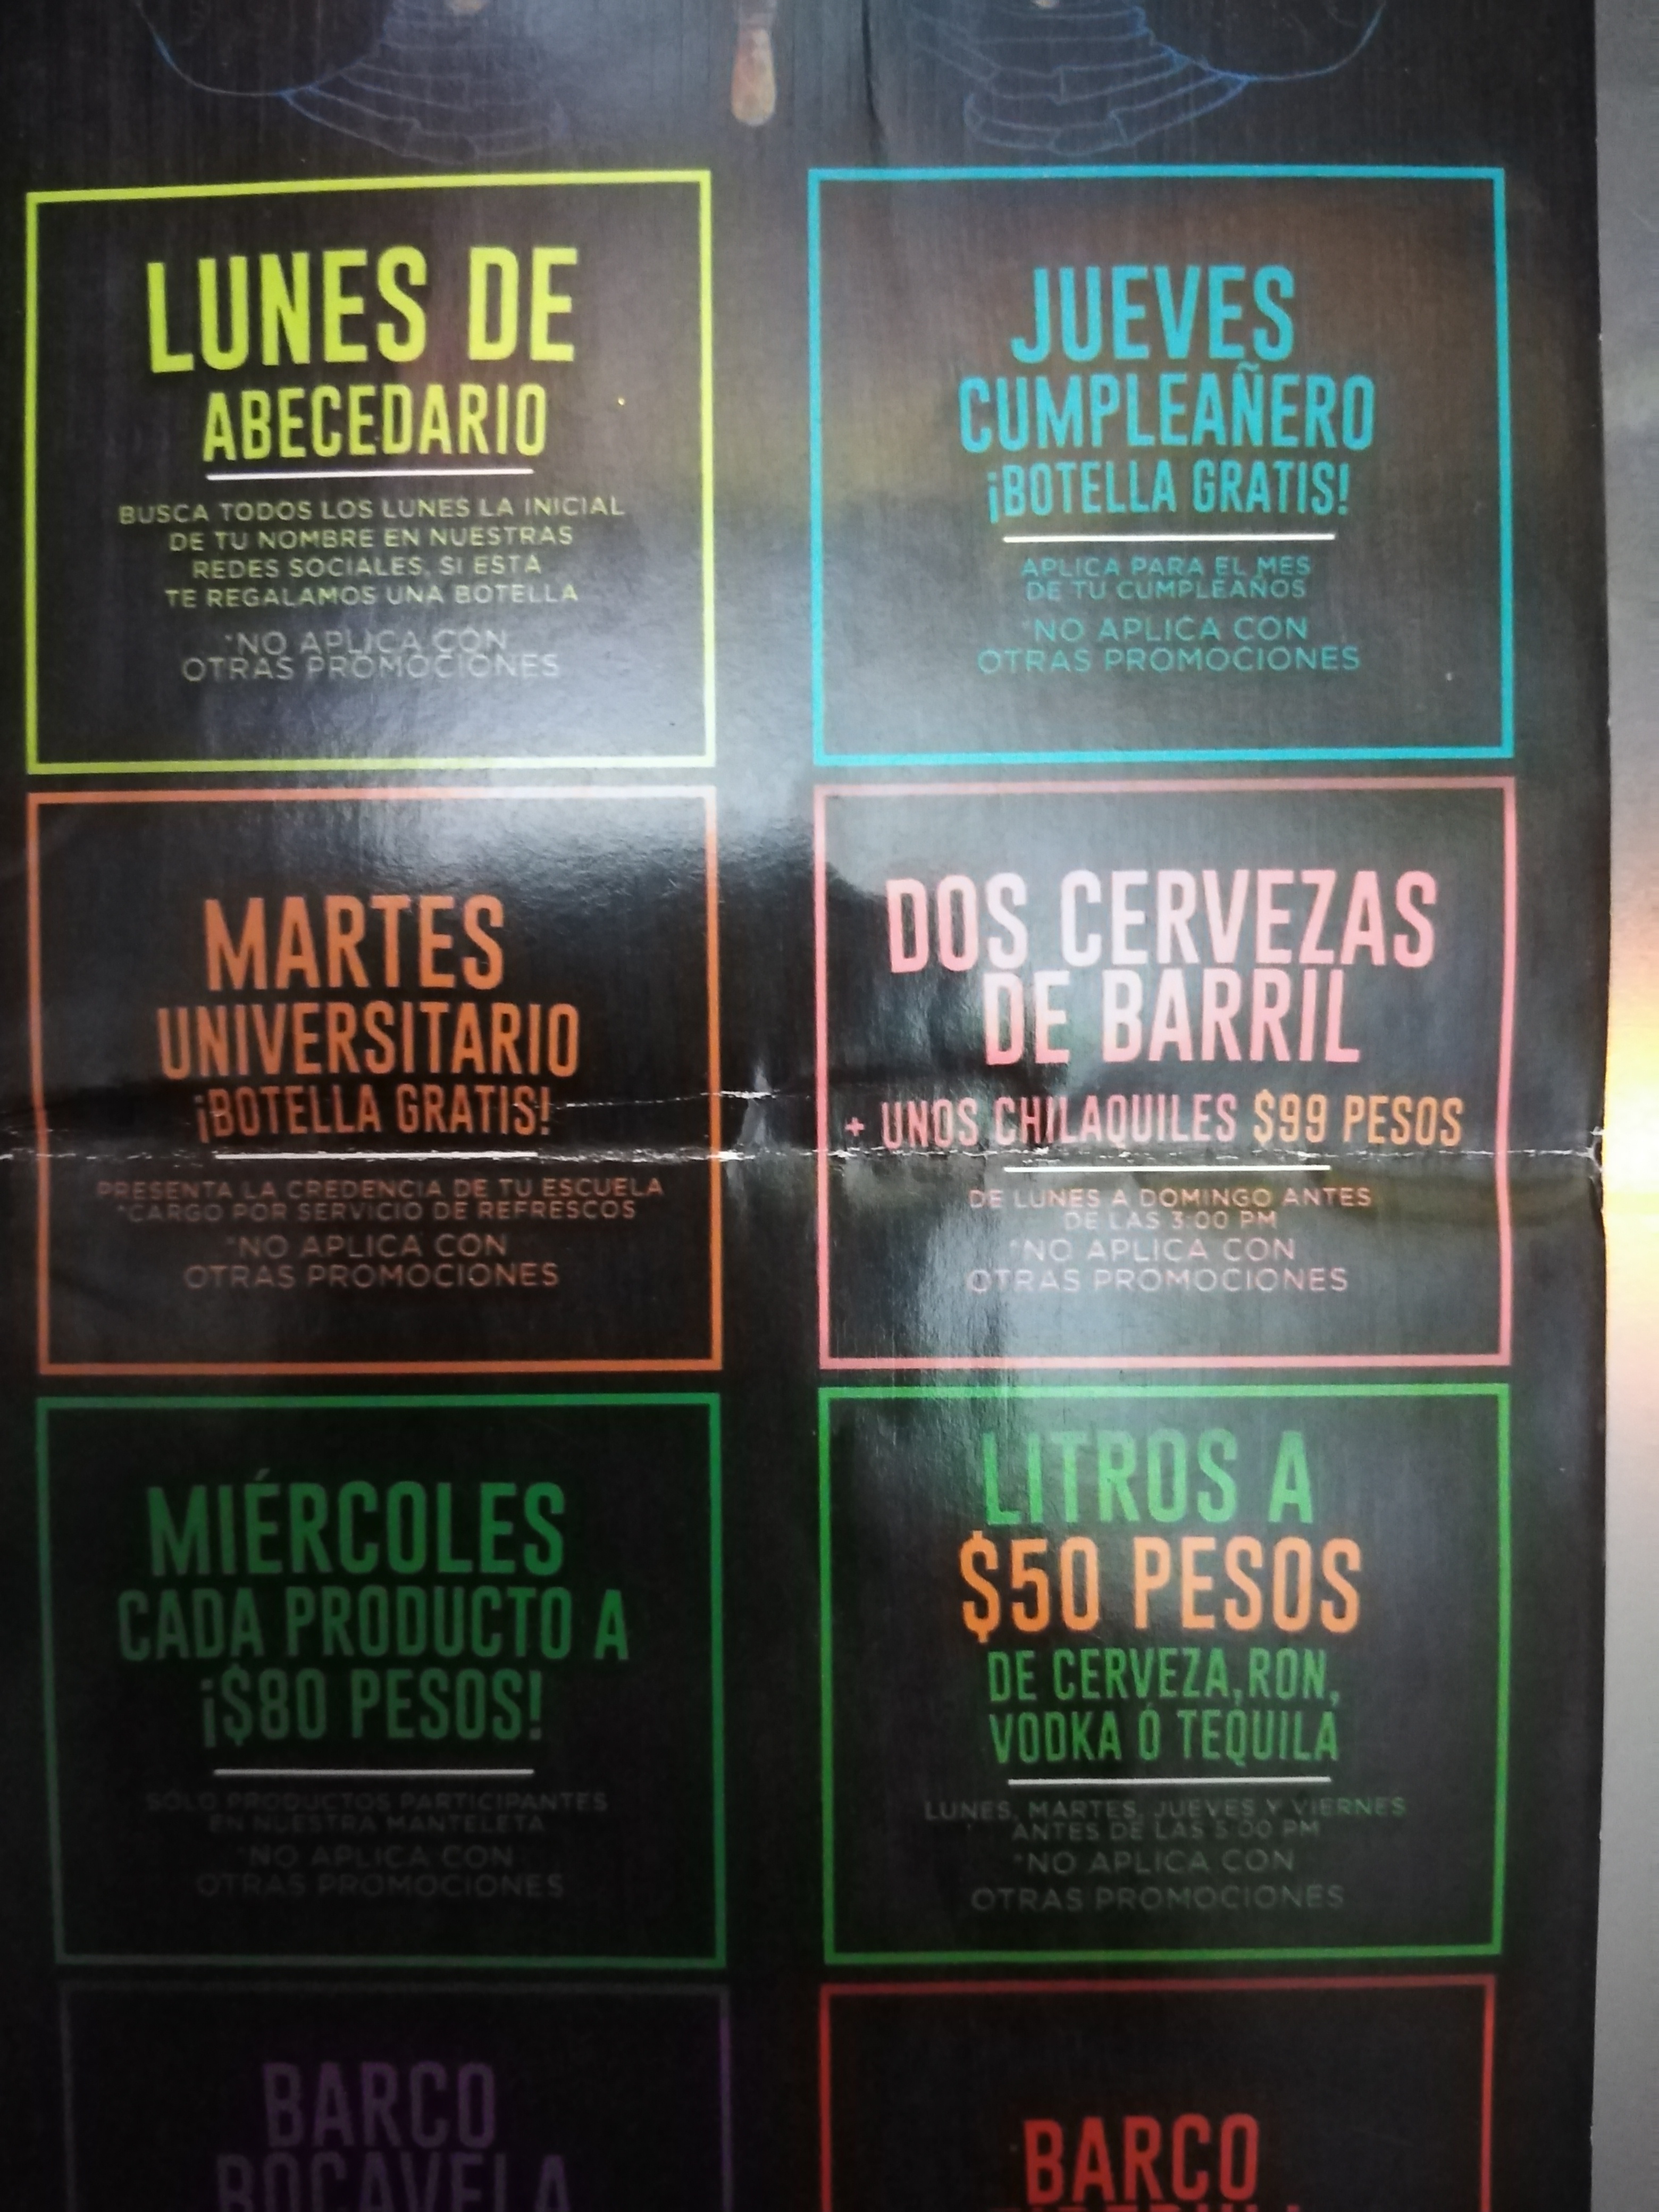 LUNES DE
ABECEDARIO
BUSCA TODOS LOS LUNES LA INICIAL
DE TU NOMBRE EN NUESTRAS
REDES SOCIALES, SI ESTA
TE REGALAMOS UNA BOTELLA
*NO APLICA CON
OTRAS PROMOCIONES
JUEVES
CUMPLEAÑERO
¡BOTELLA GRATIS!
APLICA PARA EL MES
DE TU CUMPLEAÑOS
*NO APLICA CON
OTRAS PROMOCIONES
MARTES
UNIVERSITARIO
¡BOTELLA GRATIS!
PRESENTA LA CREDENCIA DE TU ESCUELA
*CARGO POR SERVICIO DE REFRESCOS
*NO APLICA CON
OTRAS PROMOCIONES
DOS CERVEZAS
DE BARRIL
+ UNOS CHILAQUILES $99 PESOS
DE LUNES A DOMINGO ANTES
DE LAS 3:00 PM
*NO APLICA CON
OTRAS PROMOCIONES
MIÉRCOLES
CADA PRODUCTO A
¡$80 PESOS!
SÓLO PRODUCTOS PARTICIPANTES
EN NUESTRA MANTELETA
*NO APLICA CON
OTRAS PROMOCIONES
LITROS A
$50 PESOS
DE CERVEZA,RON,
VODKA Ó TEQUILA
LUNES, MARTES, JUEVES Y VIERNES
ANTES DE LAS 5:00 PM
*NO APLICA CON
OTRAS PROMOCIONES
BARCO
BOCAVELA
BARCO